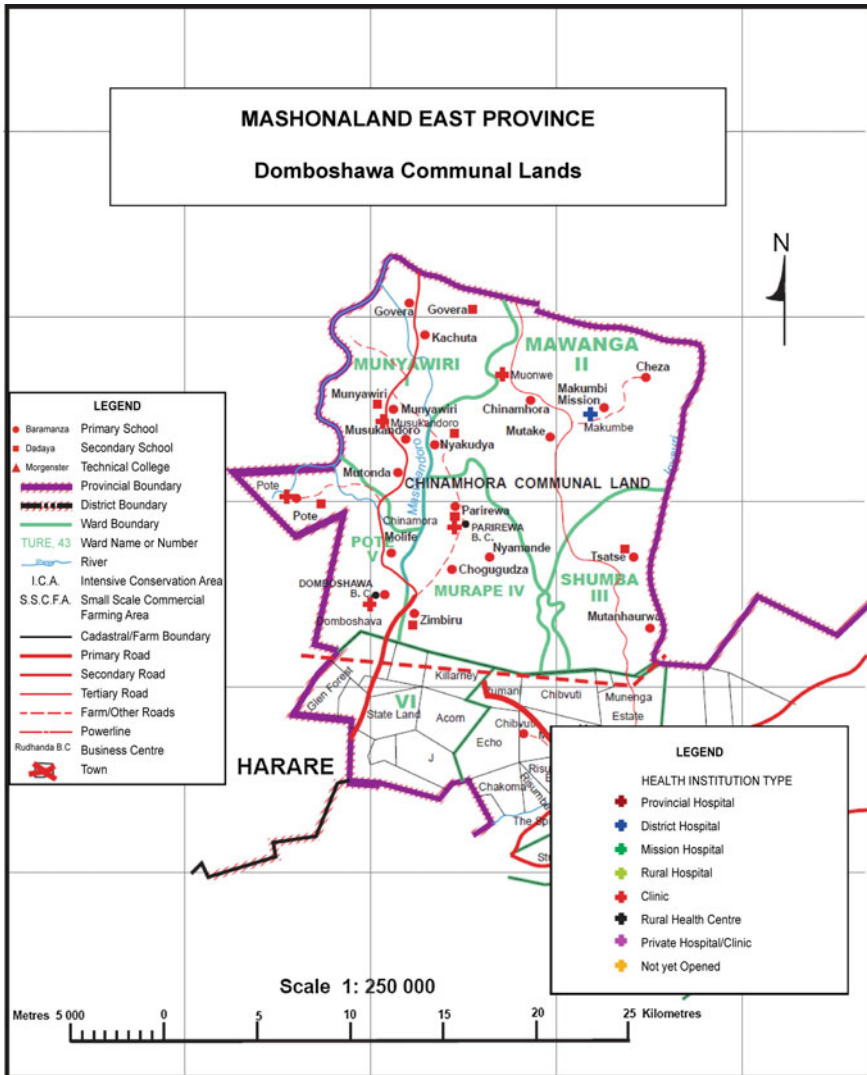 MASHONALAND EAST PROVINCE
Domboshawa Communal Lands
N
Govera
Govera
Kachuta
MAWANGA
II
MUNYAWIRI
I
Cheza
Muonwe
Makumbi
Mission
Munyawiri
Munyawiri
Chinamhora
Makumbe
Musukandoro
Musukandoro
Mutake
Nyakudya
Mutonda
CHINAMHORA COMMUNAL LAND
Pote
Pote
Chinamora
Parirewa
PARIREWA
B. C.
Molife
POTE
V
Nyamande
Tsatse
Chogugudza
SHUMBA
III
MURAPE IV
DOMBOSHAWA
B. C.
Domboshava
Zimbiru
Mutanhaurwa
Glen Forest
Killarney
Chibvuti
Munenga
Estate
VI
State Land
Acorn
Chibvuti
Echo
J
HARARE
Chakoma
LEGEND
Baramanza Primary School
Dadaya Secondary School
Morgenster Technical College
Provincial Boundary
District Boundary
Ward Boundary
TURE, 43 Ward Name or Number
River
I.C.A. Intensive Conservation Area
S.S.C.F.A. Small Scale Commercial
Farming Area
Cadastral/Farm Boundary
Primary Road
Secondary Road
Tertiary Road
Farm/Other Roads
Powerline
Rudhanda B.C Business Centre
Town
LEGEND
HEALTH INSTITUTION TYPE
Provincial Hospital
District Hospital
Mission Hospital
Rural Hospital
Clinic
Rural Health Centre
Private Hospital/Clinic
Not yet Opened
Scale 1: 250 000
Metres 5 000 0 5 10 15 20 25 Kilometres